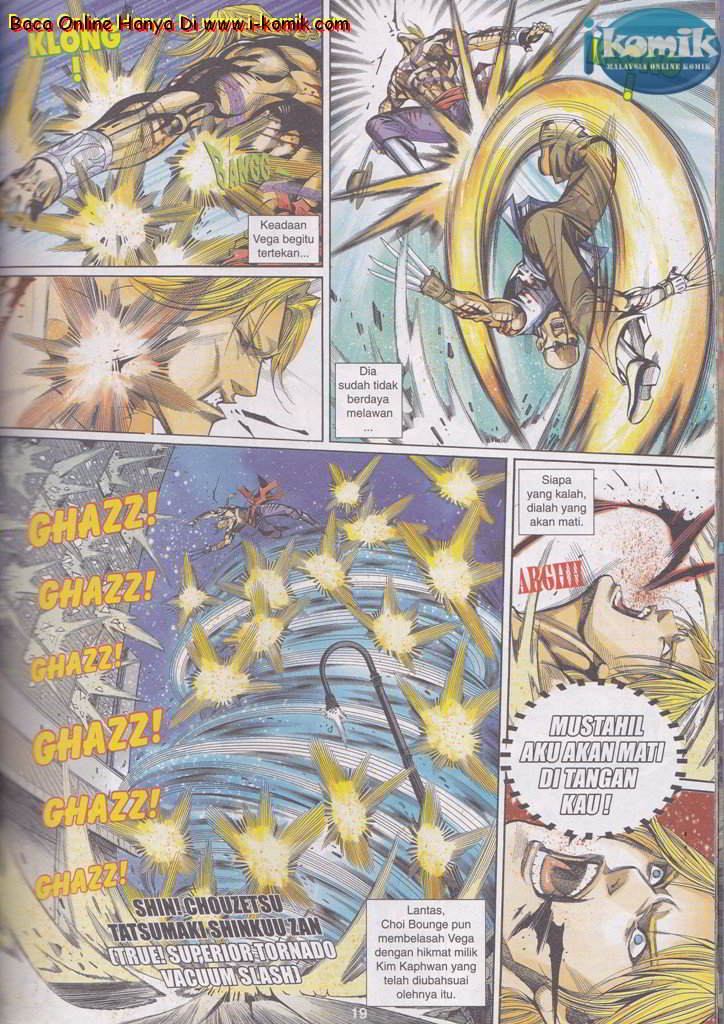 Baca Online Hanya Di www.i-komik.com
ikomik
MALAYSIA ONLINE KOMIK
KLONG
!
BANGG
!
Keadaan
Vega begitu
tertekan...
Dia
sudah tidak
berdaya
melawan
...
GHAZZ!
GHAZZ!
GHAZZ!
GHAZZ!
GHAZZ!
GHAZZ!
SHIN! CHOUZETSU
TATSUMAKI SHINKUU ZAN
(TRUE! SUPERIOR TORNADO
VACUUM SLASH)
Lantas,
Choi Bounge pun
membelasah Vega
dengan hikmat milik
Kim Kaphwan yang
telah diubahsuai
olehnya itu.
Siapa
yang kalah,
dialah yang
akan mati.
ARGHH
MUSTAHIL
AKU AKAN MATI
DI TANGAN
KAU !
19